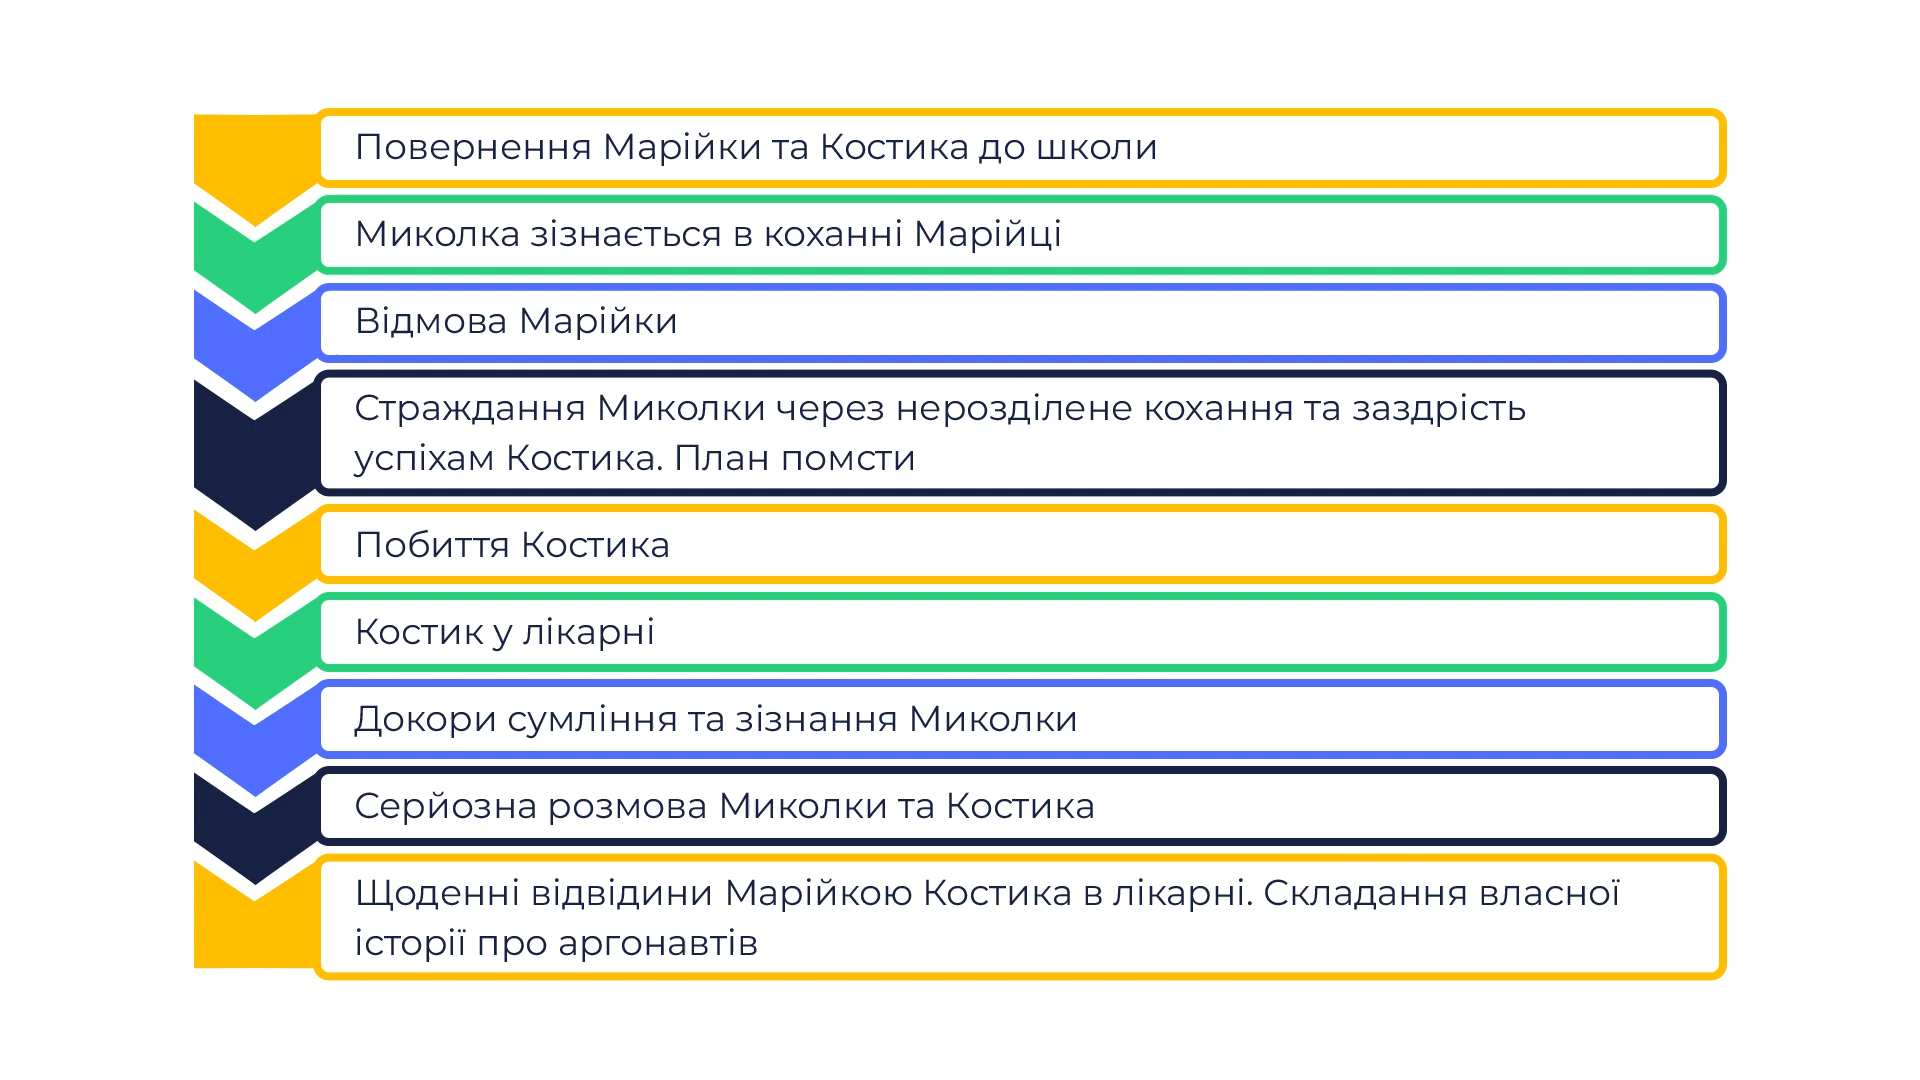 Повернення Марійки та Костика до школи
Миколка зізнається в коханні Марійці
Відмова Марійки
Страждання Миколки через нерозділене кохання та заздрість
успіхам Костика. План помсти
Побиття Костика
Костик у лікарні
Докори сумління та зізнання Миколки
Серйозна розмова Миколки та Костика
Щоденні відвідини Марійкою Костика в лікарні. Складання власної
історії про аргонавтів